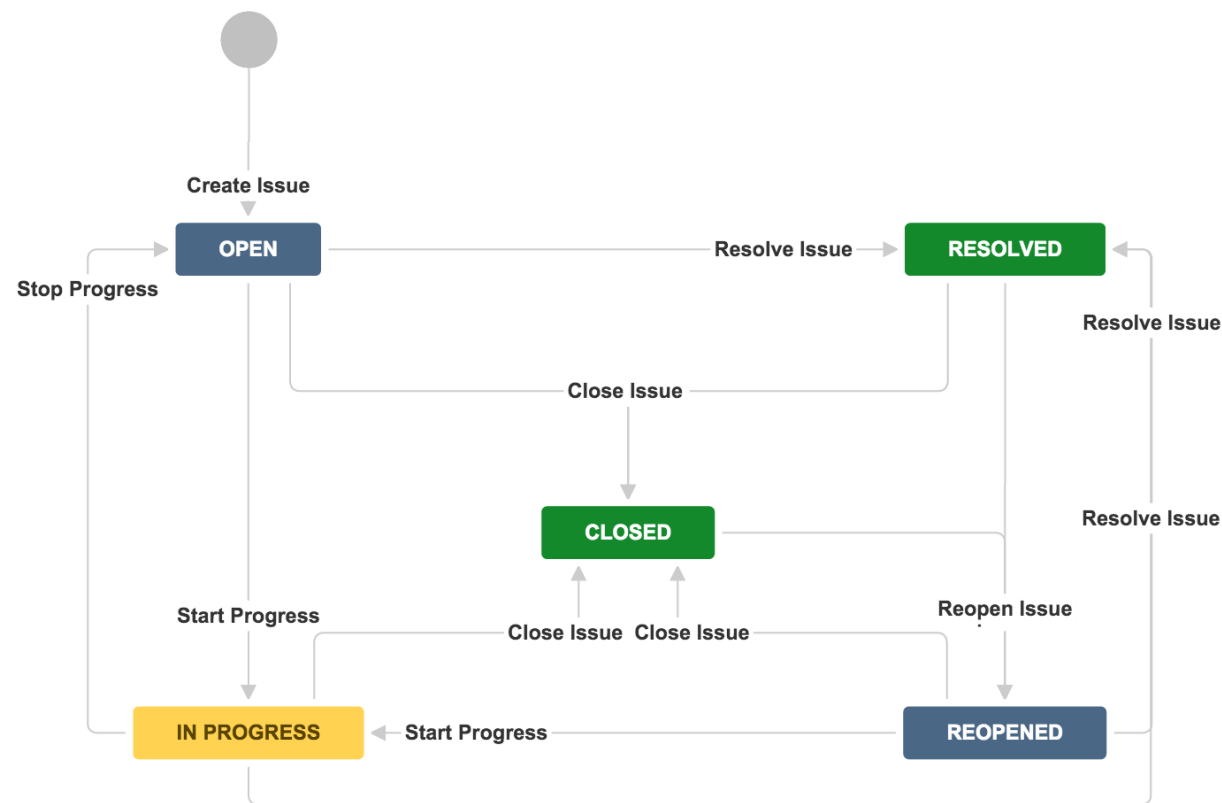 Create Issue
OPEN
Resolve Issue
RESOLVED
Stop Progress
Resolve Issue
Close Issue
CLOSED
Resolve Issue
Start Progress
Reopen Issue
Close Issue
Close Issue
IN PROGRESS
Start Progress
REOPENED